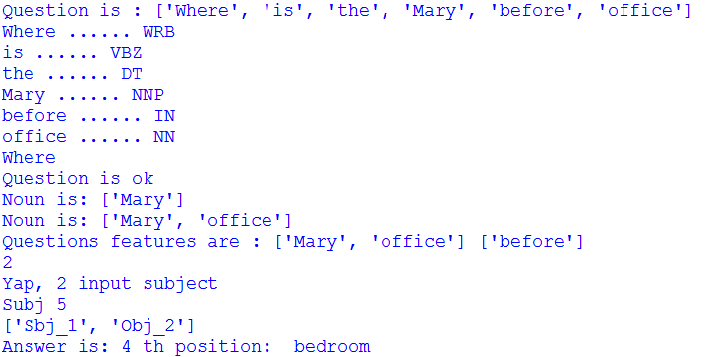 Question is : ['Where', 'is', 'the', 'Mary', 'before', 'office']
Where ...... WRB
is ...... VBZ
the ...... DT
Mary ...... NNP
before ...... IN
office ...... NN
Where
Question is ok
Noun is: ['Mary']
Noun is: ['Mary', 'office']
Questions features are : ['Mary', 'office'] ['before']
2
Yap, 2 input subject
Subj 5
['Sbj_1', 'Obj_2']
Answer is: 4 th position:  bedroom